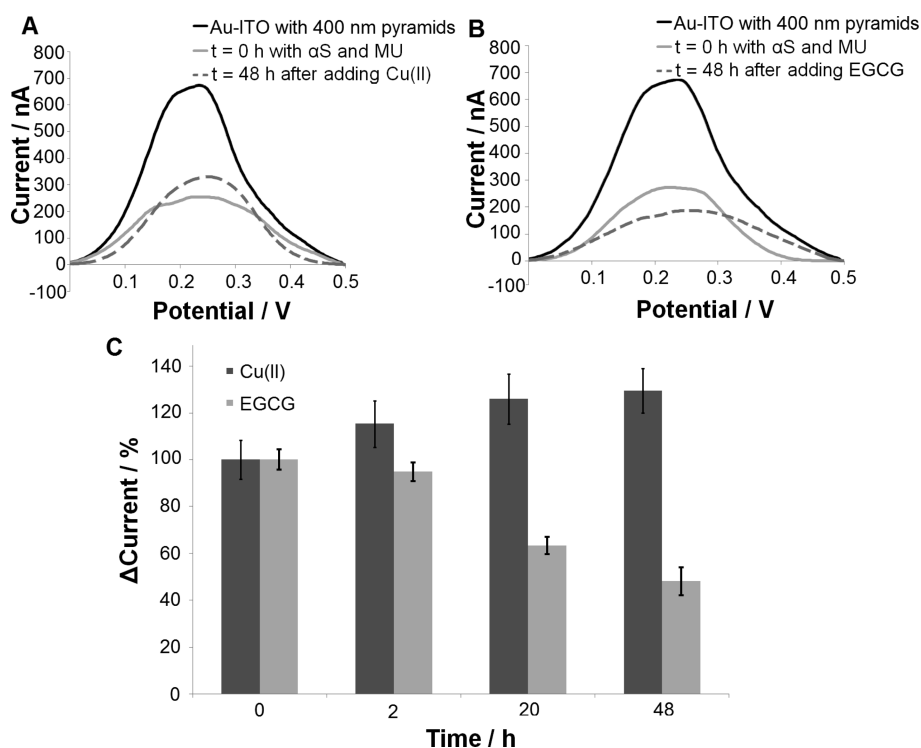 A
Au-ITO with 400 nm pyramids
t = 0 h with αS and MU
t = 48 h after adding Cu(II)
800
700
600
500
400
300
200
100
0
-100
0.1 0.2 0.3 0.4 0.5
Current / nA
Potential / V
B
Au-ITO with 400 nm pyramids
t = 0 h with αS and MU
t = 48 h after adding EGCG
800
700
600
500
400
300
200
100
0
-100
0.1 0.2 0.3 0.4 0.5
Current / nA
Potential / V
C
Cu(II)
EGCG
140
120
100
80
60
40
20
0
0 2 20 48
ΔCurrent / %
Time / h